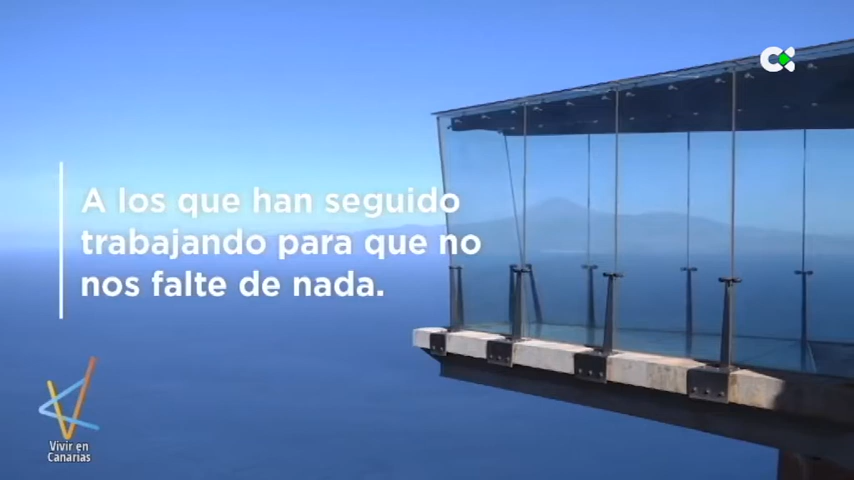 A los que han seguido
trabajando para que no
nos falte de nada.
Vivir en
Canarias